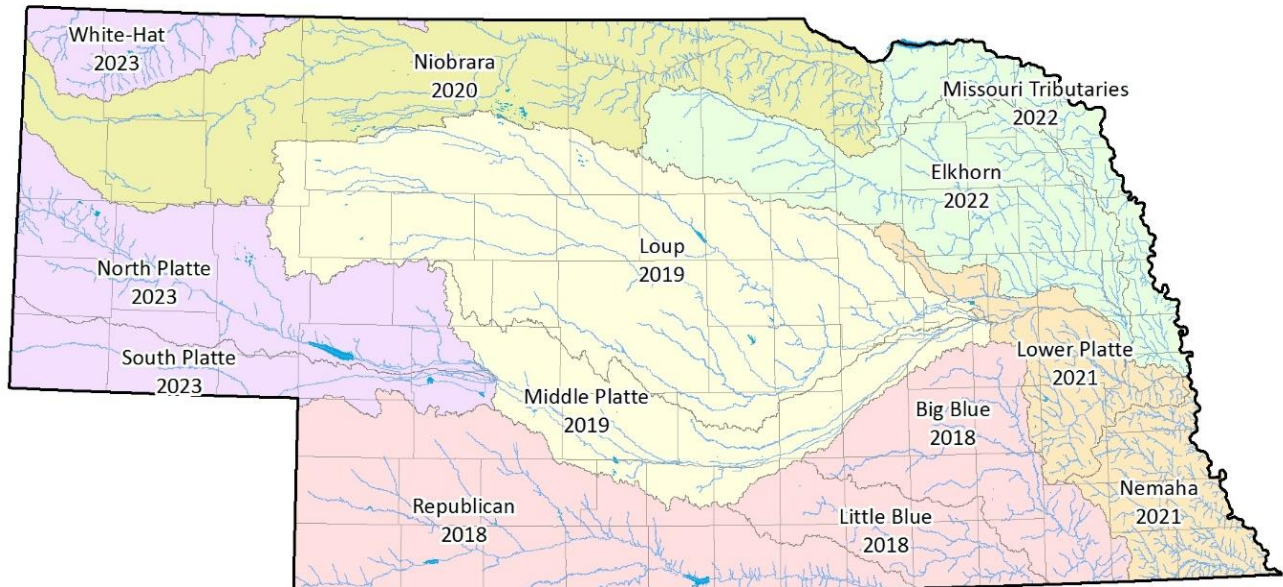 White-Hat
2023
Niobrara
2020
Missouri Tributaries
2022
Elkhorn
2022
Loup
2019
North Platte
2023
South Platte
2023
Middle Platte
2019
Lower Platte
2021
Big Blue
2018
Nemaha
2021
Republican
2018
Little Blue
2018